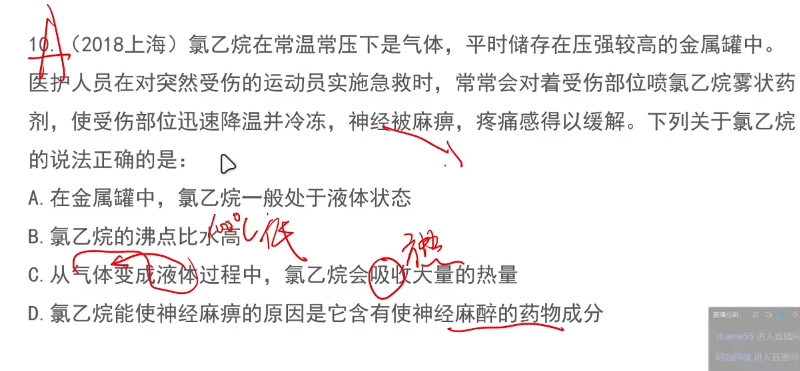 A
10. （2018上海）氯乙烷在常温常压下是气体，平时储存在压强较高的金属罐中。
医护人员在对突然受伤的运动员实施急救时，常常会对着受伤部位喷氯乙烷雾状药
剂，使受伤部位迅速降温并冷冻，神经被麻痹，疼痛感得以缓解。下列关于氯乙烷
的说法正确的是：
A. 在金属罐中，氯乙烷一般处于液体状态
B. 氯乙烷的沸点比水高
100℃ 低
放热
C. 从气体变成液体过程中，氯乙烷会吸收大量的热量
D. 氯乙烷能使神经麻痹的原因是它含有使神经麻醉的药物成分
shame55 进入直播间